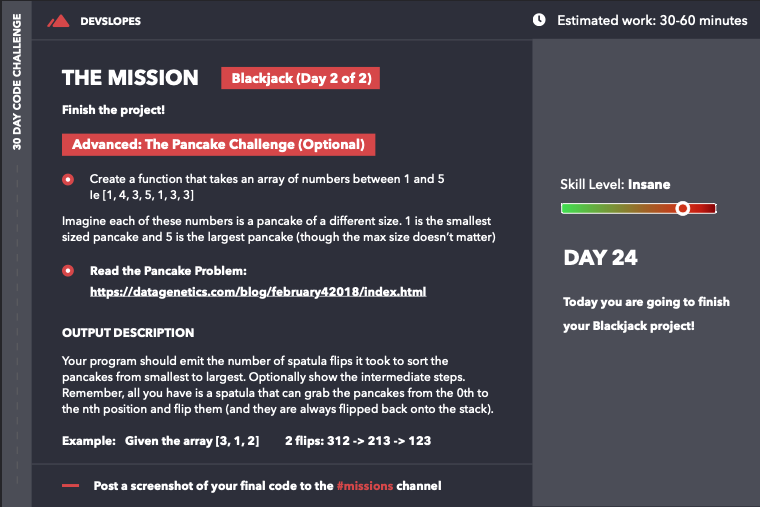 30 DAY CODE CHALLENGE
DEVSLOPES
Estimated work: 30-60 minutes
THE MISSION
Blackjack (Day 2 of 2)
Finish the project!
Advanced: The Pancake Challenge (Optional)
Create a function that takes an array of numbers between 1 and 5
Ie [1, 4, 3, 5, 1, 3, 3]
Imagine each of these numbers is a pancake of a different size. 1 is the smallest
sized pancake and 5 is the largest pancake (though the max size doesn't matter)
Read the Pancake Problem:
https://datagenetics.com/blog/february42018/index.html
OUTPUT DESCRIPTION
Your program should emit the number of spatula flips it took to sort the
pancakes from smallest to largest. Optionally show the intermediate steps.
Remember, all you have is a spatula that can grab the pancakes from the 0th to
the nth position and flip them (and they are always flipped back onto the stack).
Example: Given the array [3, 1, 2] 2 flips: 312 -> 213 -> 123
Post a screenshot of your final code to the #missions channel
Skill Level: Insane
DAY 24
Today you are going to finish
your Blackjack project!